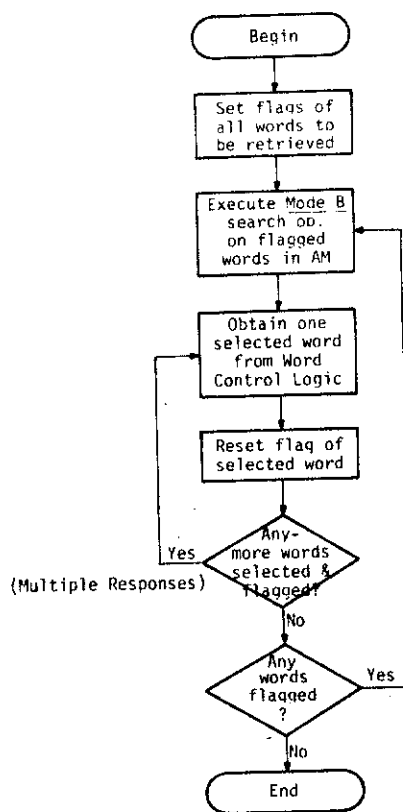 Begin
Set flags of
all words to
be retrieved
Execute Mode B
search op.
on flagged
words in AM
Obtain one
selected word
from Word
Control Logic
Reset flag of
selected word
Any-
more words
selected &
flagged?
Yes
(Multiple Responses)
No
Any
words
flagged
?
Yes
No
End